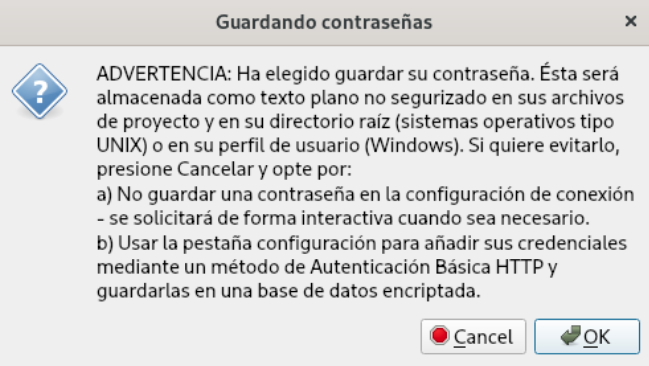 Guardando contraseñas
ADVERTENCIA: Ha elegido guardar su contraseña. Ésta será
almacenada como texto plano no segurizado en sus archivos
de proyecto y en su directorio raíz (sistemas operativos tipo
UNIX) o en su perfil de usuario (Windows). Si quiere evitarlo,
presione Cancelar y opte por:
a) No guardar una contraseña en la configuración de conexión
- se solicitará de forma interactiva cuando sea necesario.
b) Usar la pestaña configuración para añadir sus credenciales
mediante un método de Autenticación Básica HTTP y
guardarlas en una base de datos encriptada.
Cancel
OK